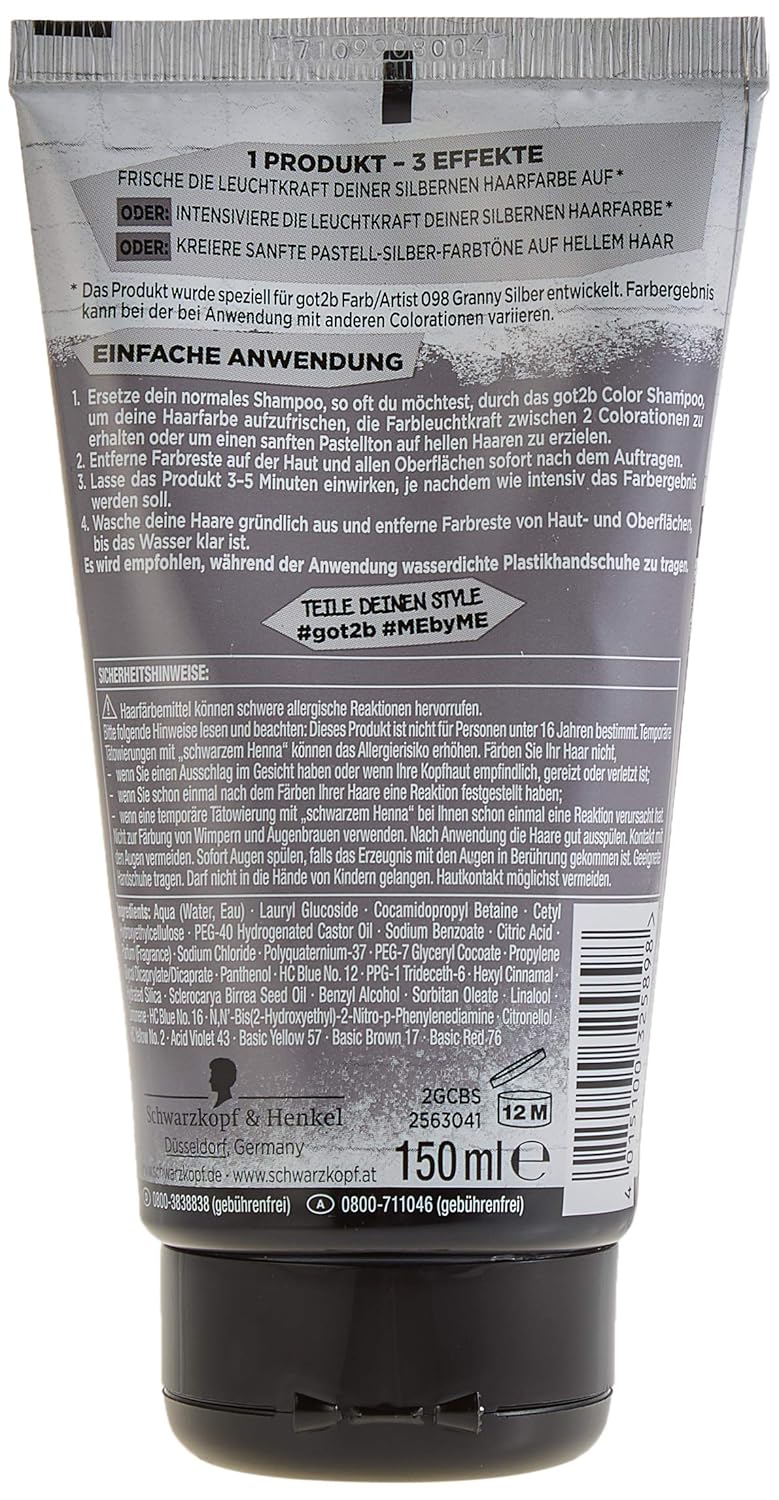 7109908004
1 PRODUKT – 3 EFFEKTE
FRISCHE DIE LEUCHTKRAFT DEINER SILBERNEN HAARFARBE AUF*
ODER: INTENSIVIERE DIE LEUCHTKRAFT DEINER SILBERNEN HAARFARBE*
ODER: KREIERE SANFTE PASTELL-SILBER-FARBTÖNE AUF HELLEM HAAR
* Das Produkt wurde speziell für got2b Farb/Artist 098 Granny Silber entwickelt. Farbergebnis
kann bei der bei Anwendung mit anderen Colorationen variieren.
EINFACHE ANWENDUNG
1. Ersetze dein normales Shampoo, so oft du möchtest, durch das got2b Color Shampoo,
um deine Haarfarbe aufzufrischen, die Farbleuchtkraft zwischen 2 Colorationen zu
erhalten oder um einen sanften Pastellton auf hellen Haaren zu erzielen.
2. Entferne Farbreste auf der Haut und allen Oberflächen sofort nach dem Auftragen.
3. Lasse das Produkt 3–5 Minuten einwirken, je nachdem wie intensiv das Farbergebnis
werden soll.
4. Wasche deine Haare gründlich aus und entferne Farbreste von Haut- und Oberflächen,
bis das Wasser klar ist.
Es wird empfohlen, während der Anwendung wasserdichte Plastikhandschuhe zu tragen.
TEILE DEINEN STYLE
#got2b #MEbyME
SICHERHEITSHINWEISE:
Haarfärbemittel können schwere allergische Reaktionen hervorrufen.
Bitte folgende Hinweise lesen und beachten: Dieses Produkt ist nicht für Personen unter 16 Jahren bestimmt. Temporäre
Tätowierungen mit „schwarzem Henna“ können das Allergierisiko erhöhen. Färben Sie Ihr Haar nicht,
- wenn Sie einen Ausschlag im Gesicht haben oder wenn Ihre Kopfhaut empfindlich, gereizt oder verletzt ist;
- wenn Sie schon einmal nach dem Färben Ihrer Haare eine Reaktion festgestellt haben;
- wenn eine temporäre Tätowierung mit „schwarzem Henna“ bei Ihnen schon einmal eine Reaktion verursacht hat.
Nicht zur Färbung von Wimpern und Augenbrauen verwenden. Nach Anwendung die Haare gut ausspülen. Kontakt mit
den Augen vermeiden. Sofort Augen spülen, falls das Erzeugnis mit den Augen in Berührung gekommen ist. Geeignete
Handschuhe tragen. Darf nicht in die Hände von Kindern gelangen. Hautkontakt möglichst vermeiden.
Ingredients: Aqua (Water, Eau) · Lauryl Glucoside · Cocamidopropyl Betaine · Cetyl
Hydroxyethylcellulose · PEG-40 Hydrogenated Castor Oil · Sodium Benzoate · Citric Acid ·
Parfum (Fragrance) · Sodium Chloride · Polyquaternium-37 · PEG-7 Glyceryl Cocoate · Propylene
Glycol Dicaprylate/Dicaprate · Panthenol · HC Blue No. 12 · PPG-1 Trideceth-6 · Hexyl Cinnamal ·
Hydrated Silica · Sclerocarya Birrea Seed Oil · Benzyl Alcohol · Sorbitan Oleate · Linalool ·
HC Blue No. 16 · N,N'-Bis(2-Hydroxyethyl)-2-Nitro-p-Phenylenediamine · Citronellol ·
Yellow No. 2 · Acid Violet 43 · Basic Yellow 57 · Basic Brown 17 · Basic Red 76
Schwarzkopf & Henkel
Düsseldorf, Germany
www.schwarzkopf.de · www.schwarzkopf.at
2GCBS
2563041
12 M
150 ml e
D 0800-3838838 (gebührenfrei) A 0800-711046 (gebührenfrei)
4 015100 325898 >